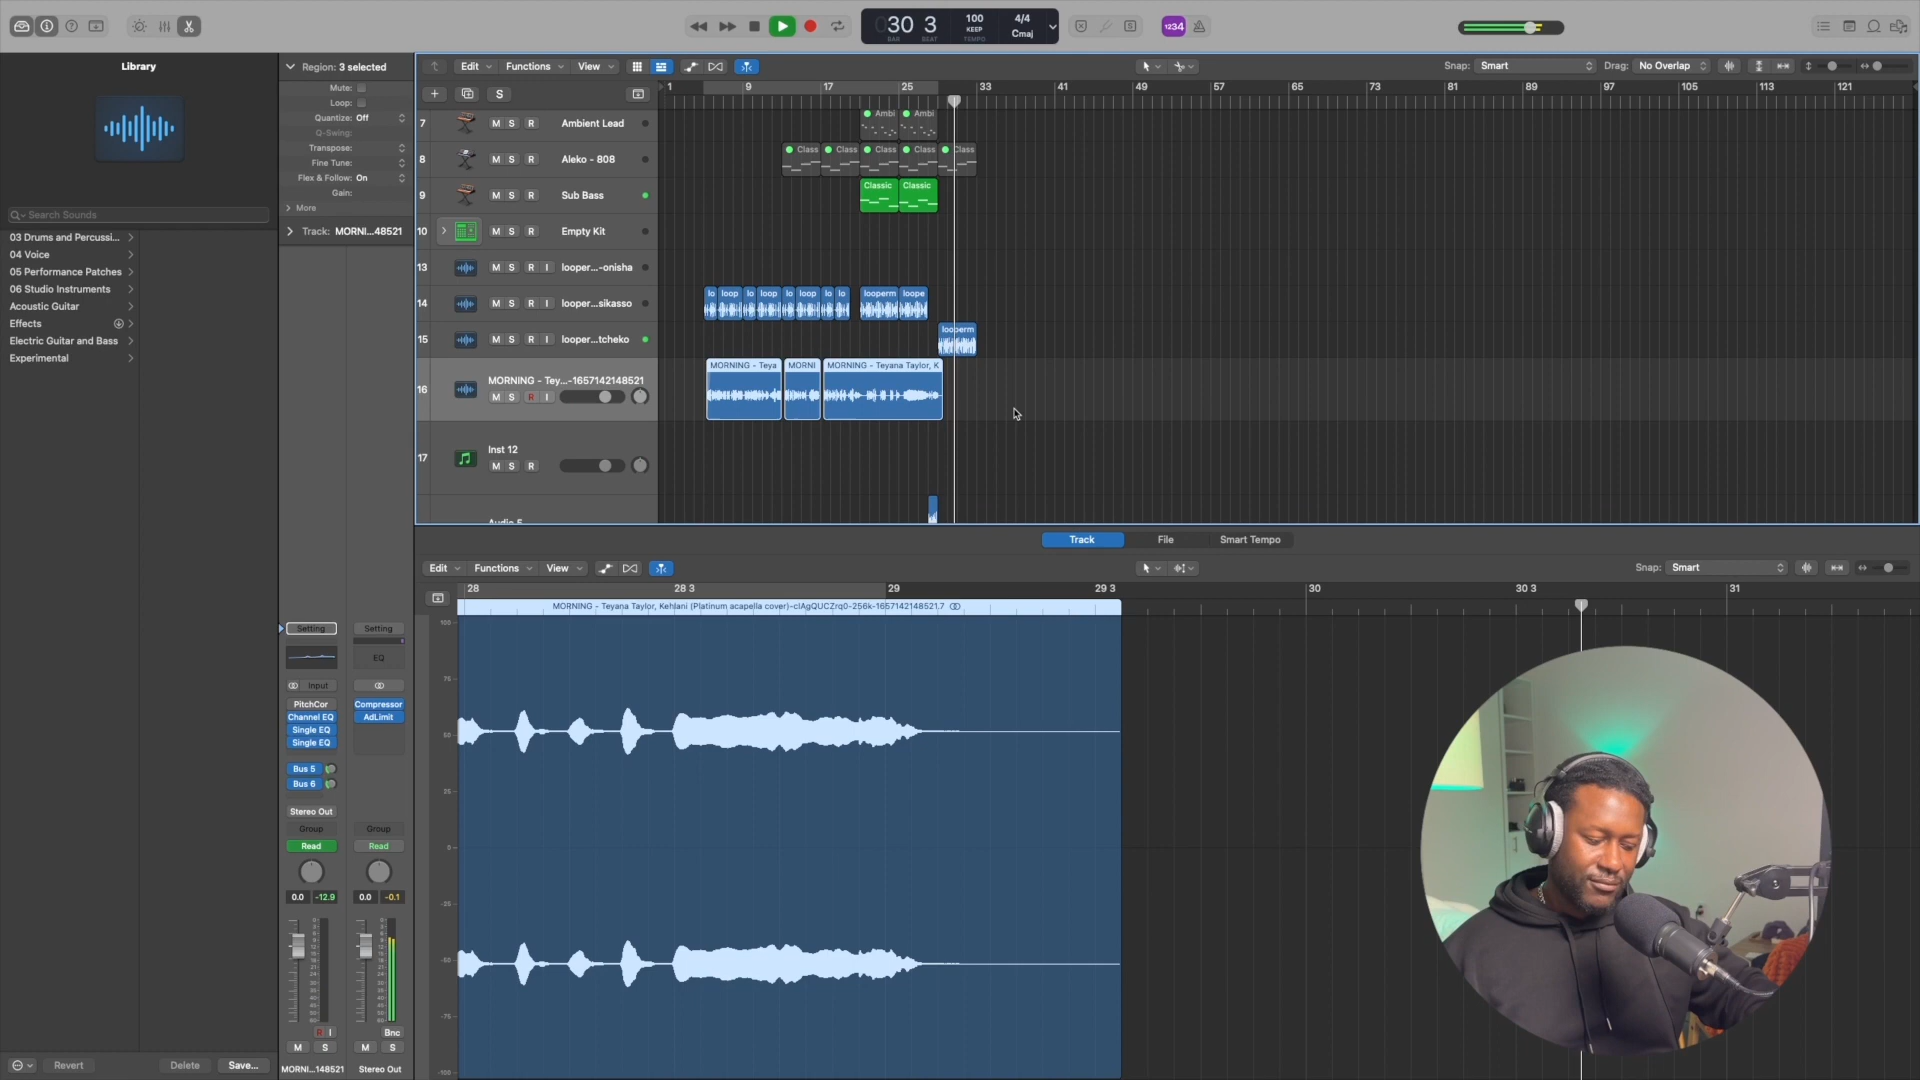 30 3
BAR BEAT
100
KEEP
TEMPO
4/4
Cmaj
1234
Library
Search Sounds
03 Drums and Percussi...
04 Voice
05 Performance Patches
06 Studio Instruments
Acoustic Guitar
Effects
Electric Guitar and Bass
Experimental
Revert
Delete
Save...
Region: 3 selected
Mute:
Loop:
Quantize: Off
Q-Swing:
Transpose:
Fine Tune:
Flex & Follow: On
Gain:
More
Track: MORNI...48521
Setting
Setting
EQ
Input
PitchCor
Channel EQ
Single EQ
Single EQ
Compressor
AdLimit
Bus 5
Bus 6
Stereo Out
Group
Group
Read
Read
0.0 -12.9
0.0 -0.1
R I
Bnc
M S
M S
MORNI...148521
Stereo Out
Edit
Functions
View
Snap: Smart
Drag: No Overlap
S
1 9 17 25 33 41 49 57 65 73 81 89 97 105 113 121
7 M S R Ambient Lead
Ambi Ambi
8 M S R Aleko - 808
Class Class Class Class Class
9 M S R Sub Bass
Classic Classic
10 M S R Empty Kit
13 M S R I looper...-onisha
14 M S R I looper...sikasso
lo loop lo loop lo loop lo lo looperm loope
15 M S R I looper...tcheko
looperm
16 MORNING - Tey...-1657142148521
M S R I
MORNING - Teya MORNI MORNING - Teyana Taylor, K
17 Inst 12
M S R
Track
File
Smart Tempo
Edit
Functions
View
Snap: Smart
28 28 3 29 29 3 30 30 3 31
MORNING - Teyana Taylor, Kehlani (Platinum acapella cover)-clAgQUCZrq0-256k-1657142148521.7
100
75
50
25
0
-25
-50
-75
-100